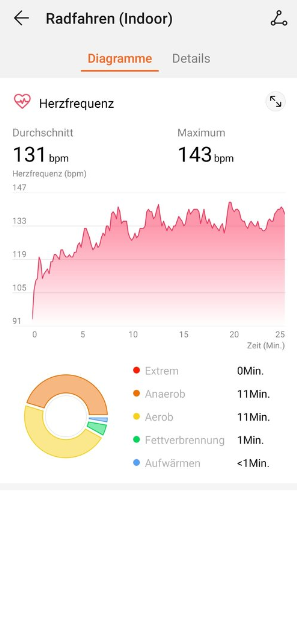 Radfahren (Indoor)
Diagramme Details
Herzfrequenz
Durchschnitt Maximum
131 bpm 143 bpm
Herzfrequenz (bpm)
147
133
119
105
91
0 5 10 15 20 25
Zeit (Min.)
Extrem 0Min.
Anaerob 11Min.
Aerob 11Min.
Fettverbrennung 1Min.
Aufwärmen <1Min.